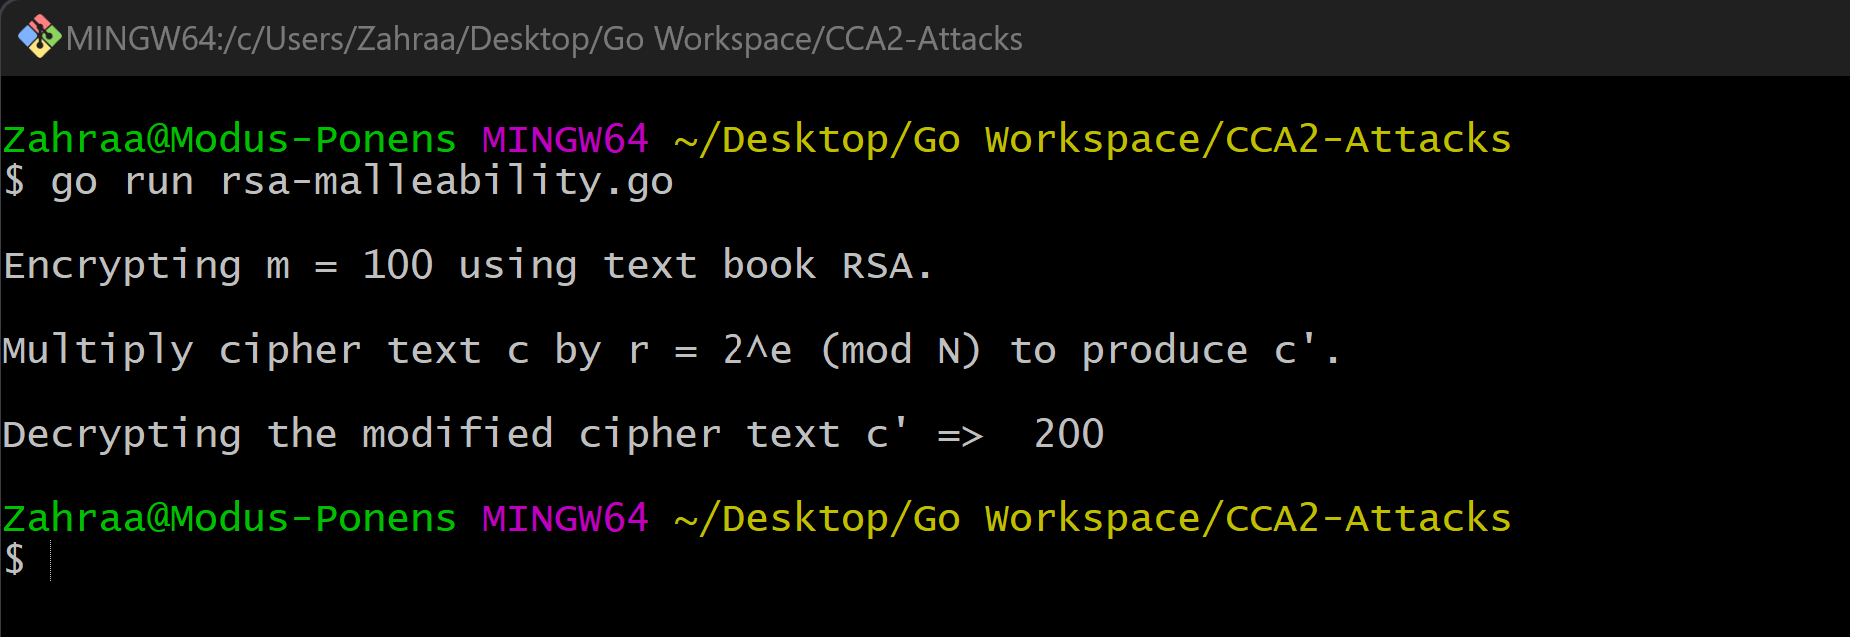 MINGW64:/c/Users/Zahraa/Desktop/Go Workspace/CCA2-Attacks
Zahraa@Modus-Ponens MINGW64 ~/Desktop/Go Workspace/CCA2-Attacks
$ go run rsa-malleability.go
Encrypting m = 100 using text book RSA.
Multiply cipher text c by r = 2^e (mod N) to produce c'.
Decrypting the modified cipher text c' =>  200
Zahraa@Modus-Ponens MINGW64 ~/Desktop/Go Workspace/CCA2-Attacks
$